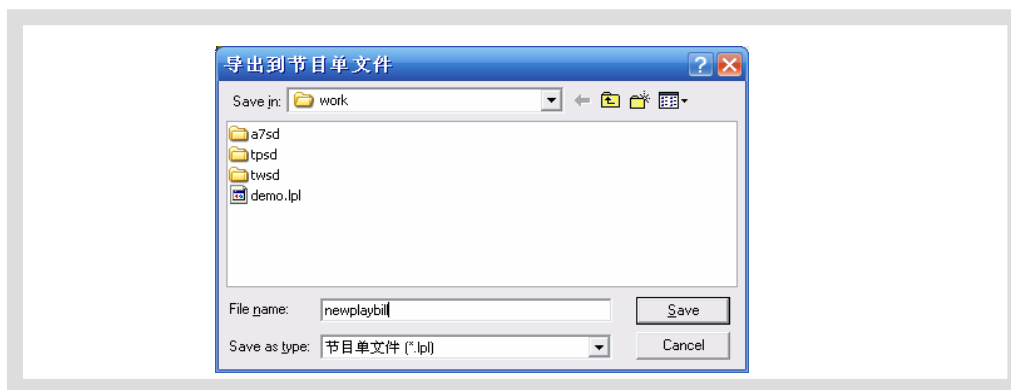 导出到节目单文件
Save in: work
a7sd
tpsd
twsd
demo.lpl
File name: newplaybill Save
Save as type: 节目单文件 (*.lpl) Cancel